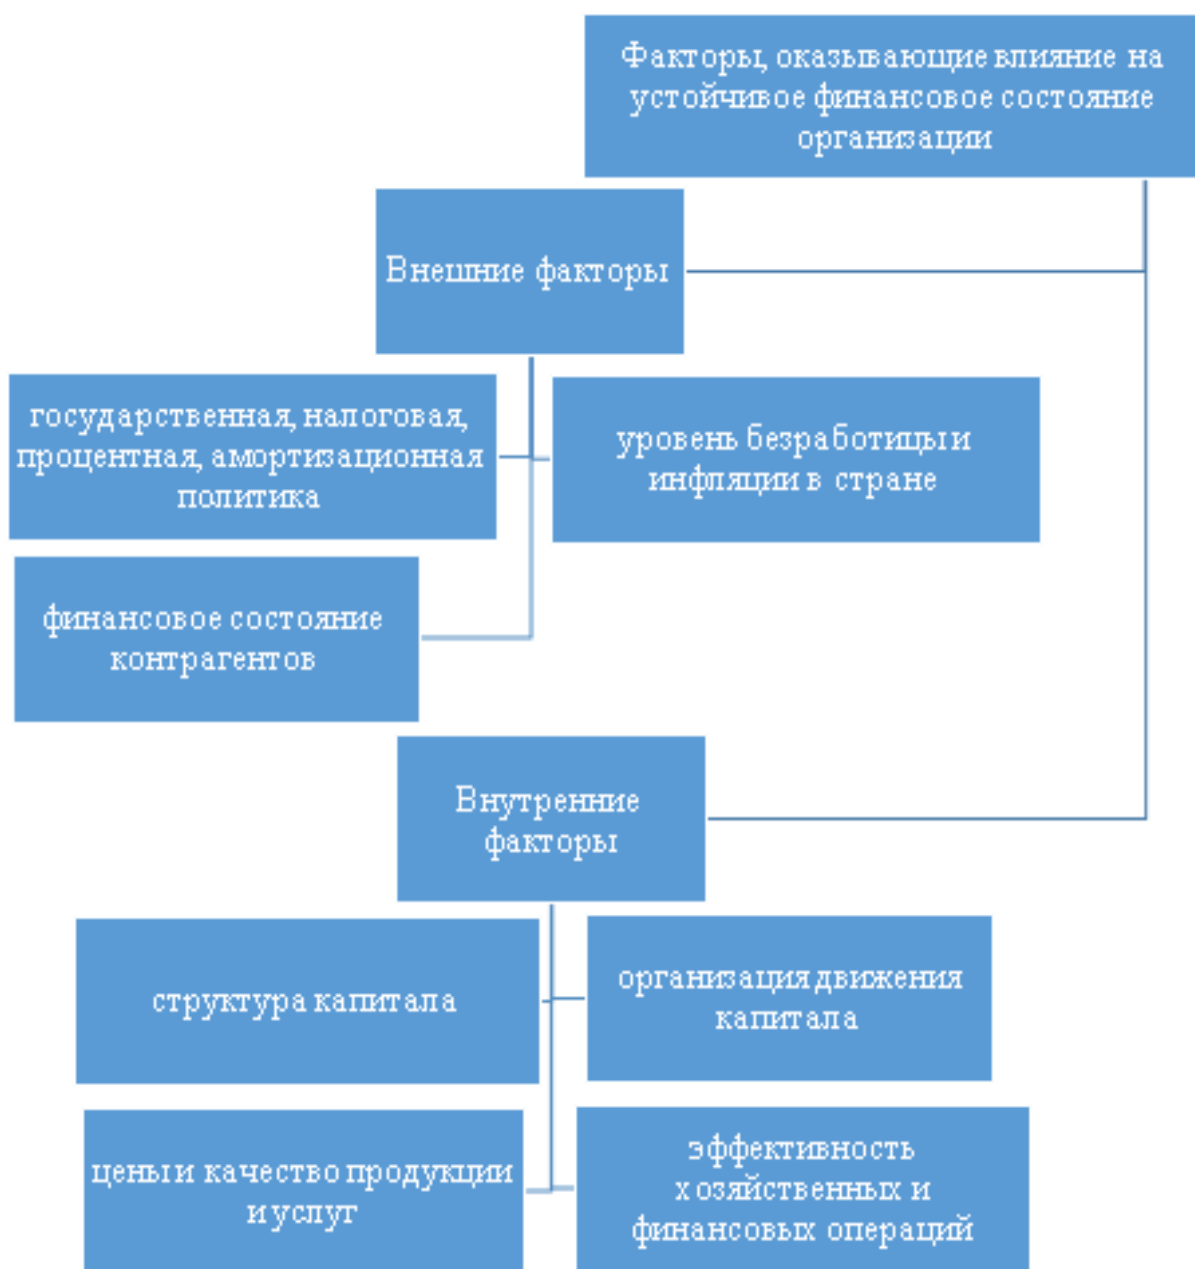 Факторы, оказывающие влияние на
устойчивое финансовое состояние
организации
Внешние факторы
государственная, налоговая,
процентная, амортизационная
политика
уровень безработицы и
инфляции в стране
финансовое состояние
контрагентов
Внутренние
факторы
структура капитала
организация движения
капитала
цены и качество продукции
и услуг
эффективность
хозяйственных и
финансовых операций